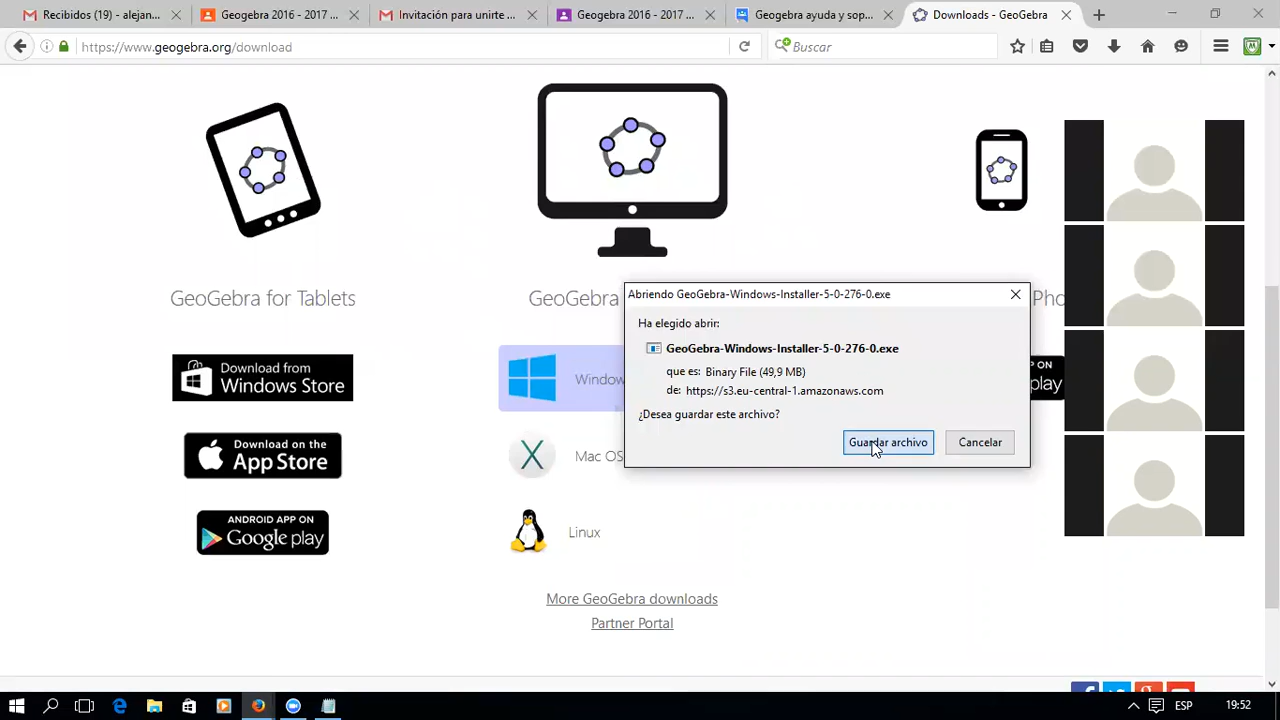 Recibidos (19) - alejan...
Geogebra 2016 - 2017 ...
Invitación para unirte ...
Geogebra 2016 - 2017 ...
Geogebra ayuda y sop...
Downloads - GeoGebra
https://www.geogebra.org/download
Buscar
GeoGebra for Tablets
GeoGebra
Pho
Download from
Windows Store
Download on the
App Store
ANDROID APP ON
Google play
Window
Mac OS
Linux
play
Abriendo GeoGebra-Windows-Installer-5-0-276-0.exe
Ha elegido abrir:
GeoGebra-Windows-Installer-5-0-276-0.exe
que es: Binary File (49,9 MB)
de: https://s3.eu-central-1.amazonaws.com
¿Desea guardar este archivo?
Guardar archivo
Cancelar
More GeoGebra downloads
Partner Portal
ESP
19:52